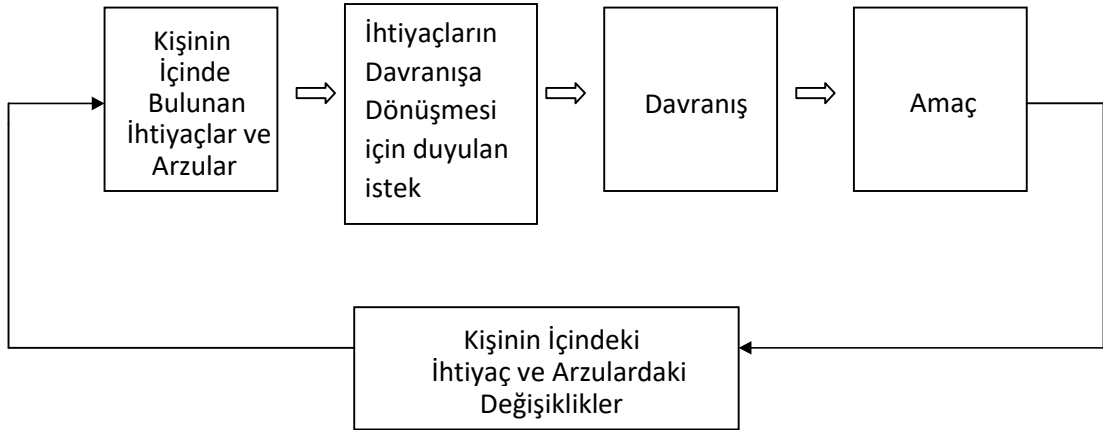 Kişinin
İçinde
Bulunan
İhtiyaçlar ve
Arzular
İhtiyaçların
Davranışa
Dönüşmesi
için duyulan
istek
Davranış
Amaç
Kişinin İçindeki
İhtiyaç ve Arzulardaki
Değişiklikler